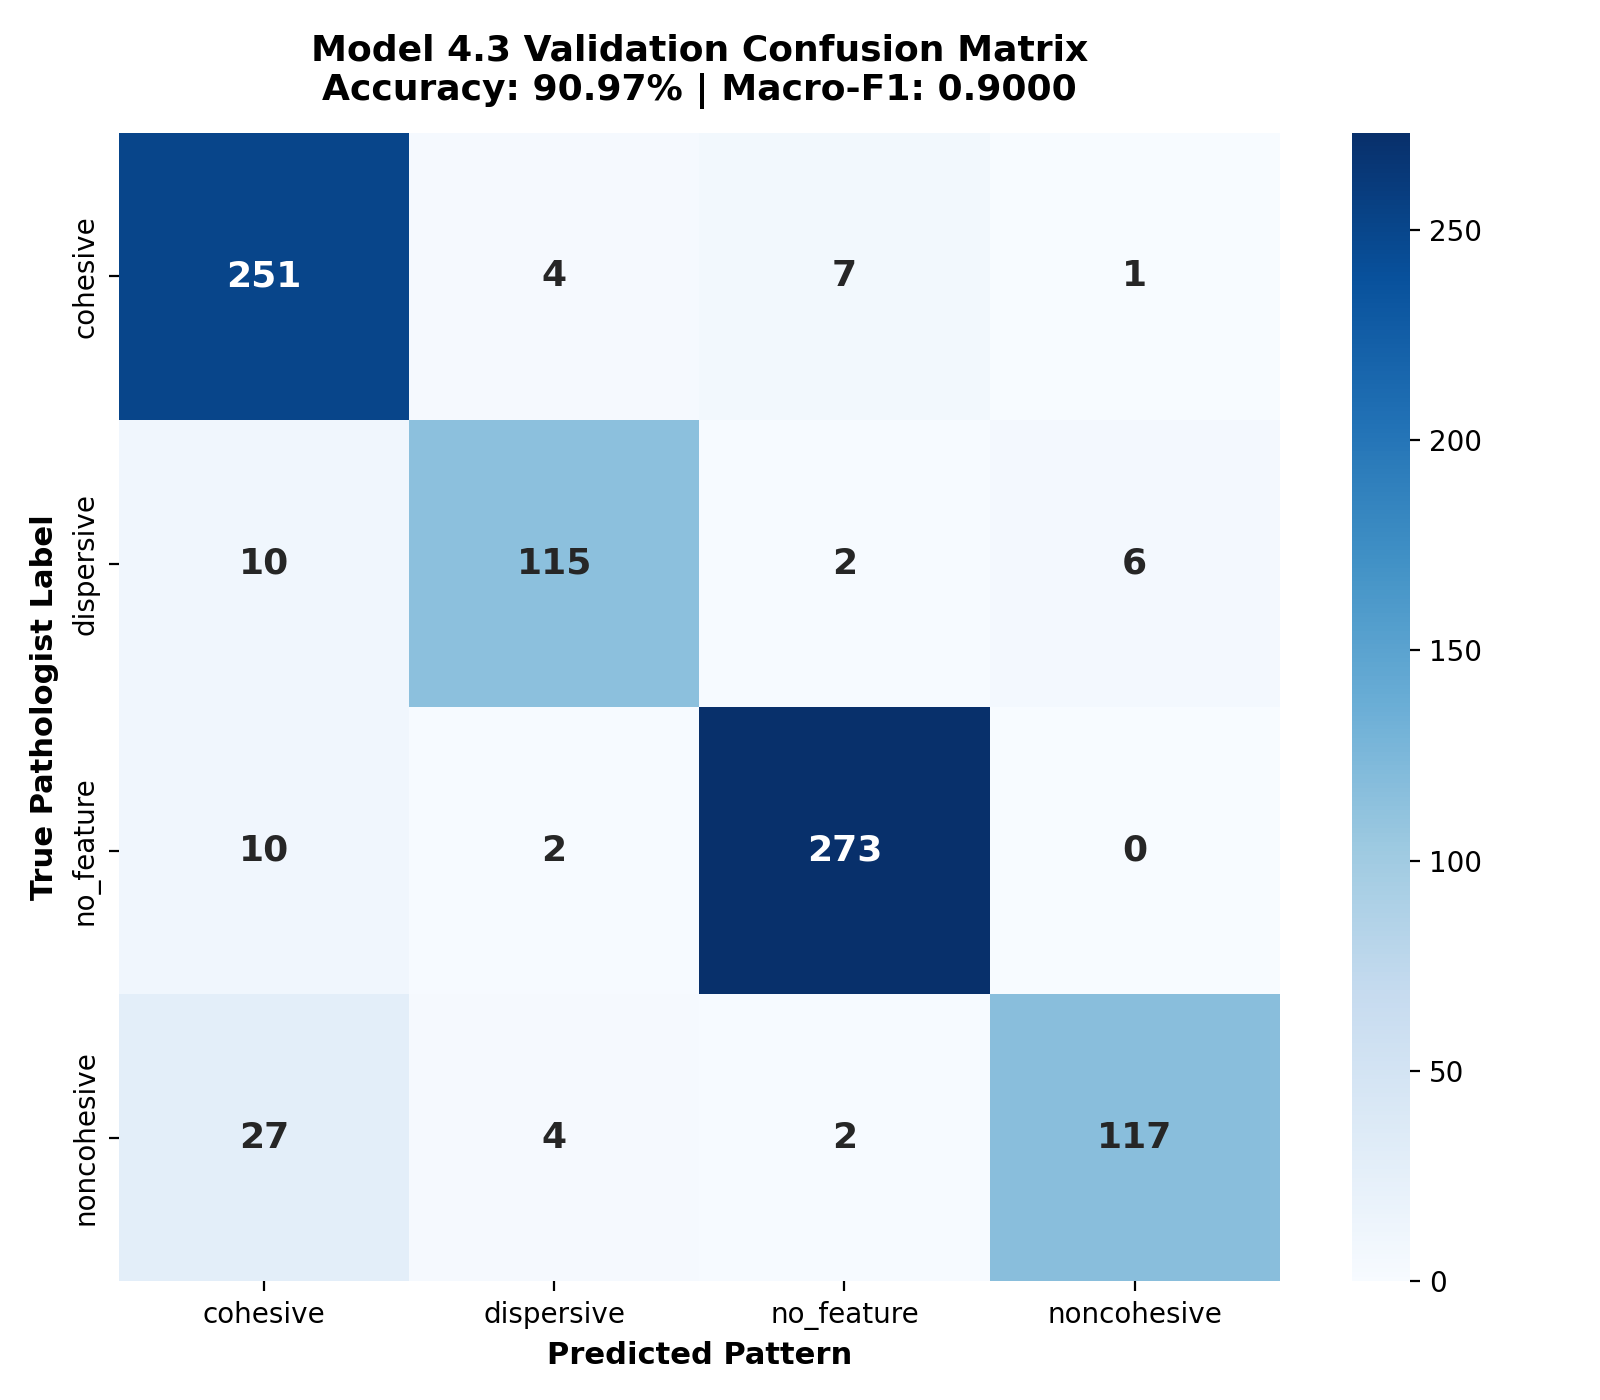 Model 4.3 Validation Confusion Matrix
Accuracy: 90.97% | Macro-F1: 0.9000
True Pathologist Label
cohesive
251 4 7 1
dispersive
10 115 2 6
no_feature
10 2 273 0
noncohesive
27 4 2 117
cohesive dispersive no_feature noncohesive
Predicted Pattern
250
200
150
100
50
0